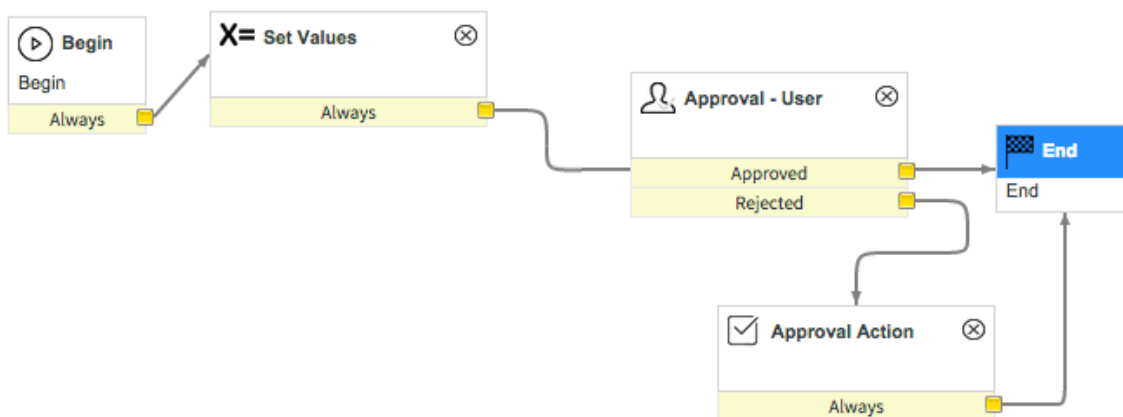 Begin
Begin
Always
X= Set Values
Always
Approval - User
Approved
Rejected
End
End
Approval Action
Always